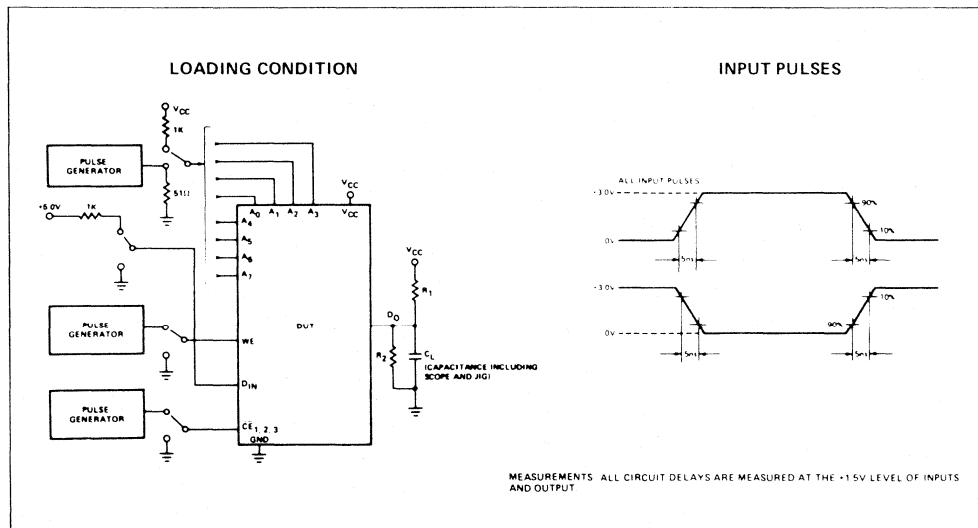 LOADING CONDITION
INPUT PULSES
VCC
1K
PULSE
GENERATOR
51Ω
+5.0V
1K
A0 A1 A2 A3
VCC
VCC
A4
A5
A6
A7
VCC
R1
DUT
DO
R2
CL
(CAPACITANCE INCLUDING
SCOPE AND JIG)
PULSE
GENERATOR
WE
DIN
PULSE
GENERATOR
CE1, 2, 3
GND
ALL INPUT PULSES
+3.0V
90%
10%
0V
5ns
5ns
+3.0V
10%
0V
90%
5ns
5ns
MEASUREMENTS ALL CIRCUIT DELAYS ARE MEASURED AT THE +1.5V LEVEL OF INPUTS
AND OUTPUT